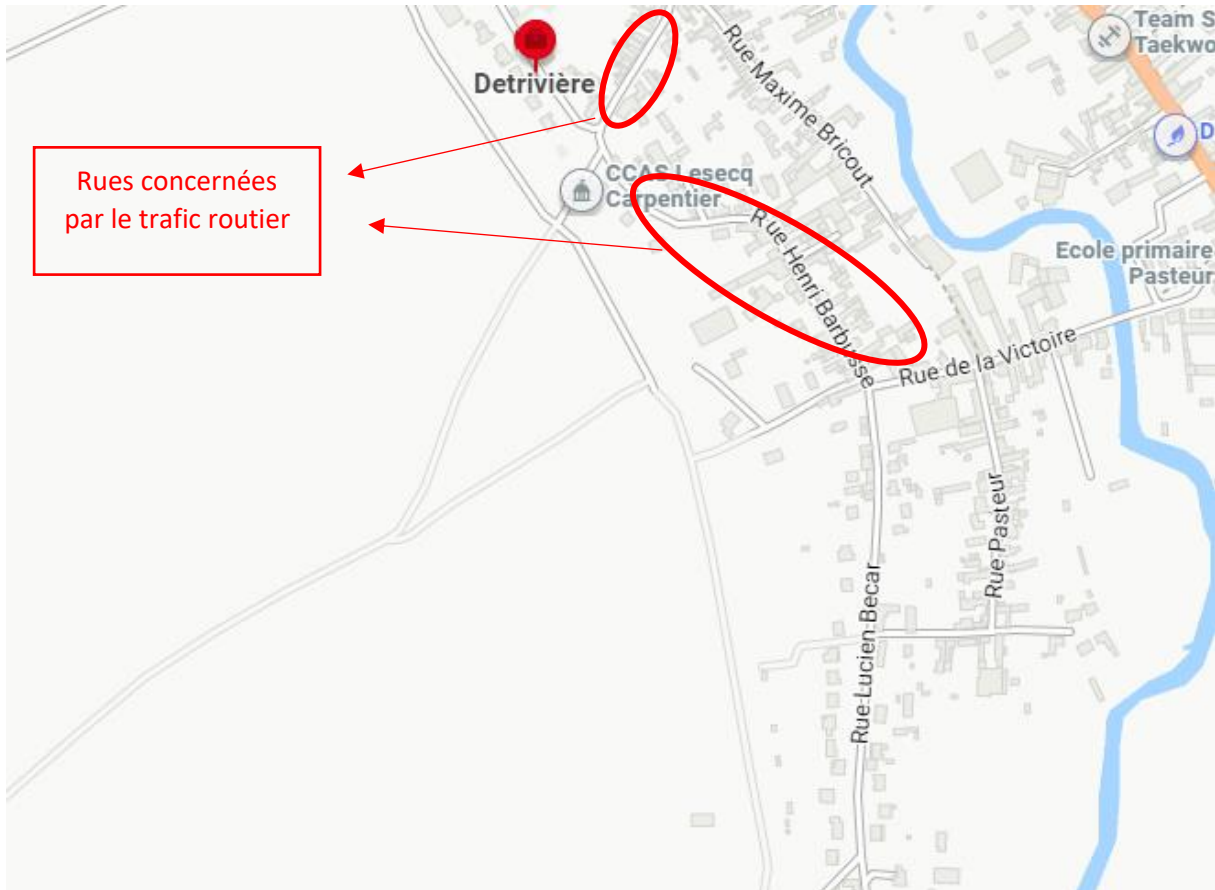 Team S
Taekwo
Detrivière
Rue Maxime Bricout
D
Rues concernées
par le trafic routier
CCAS Lesecq
Carpentier
Rue Henri Barbusse
Ecole primaire
Pasteur
Rue de la Victoire
Rue Pasteur
Rue Lucien Becar